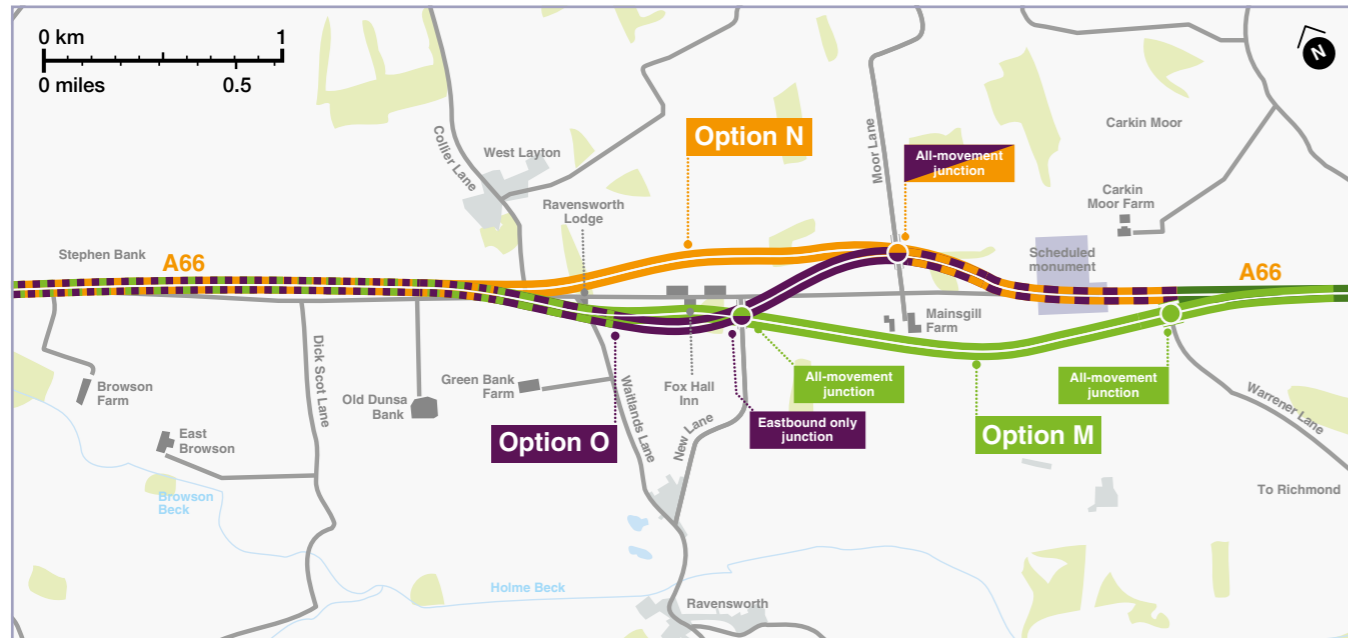 0 km 1
0 miles 0.5
N
Collier Lane
West Layton
Option N
Moor Lane
All-movement
junction
Carkin Moor
Carkin
Moor Farm
Ravensworth
Lodge
Stephen Bank
A66
Scheduled
monument
A66
Mainsgill
Farm
Dick Scot Lane
Browson
Farm
Old Dunsa
Bank
Green Bank
Farm
Waitlands Lane
Fox Hall
Inn
New Lane
All-movement
junction
All-movement
junction
Warrener Lane
Option O
Eastbound only
junction
Option M
East
Browson
Browson
Beck
To Richmond
Holme Beck
Ravensworth